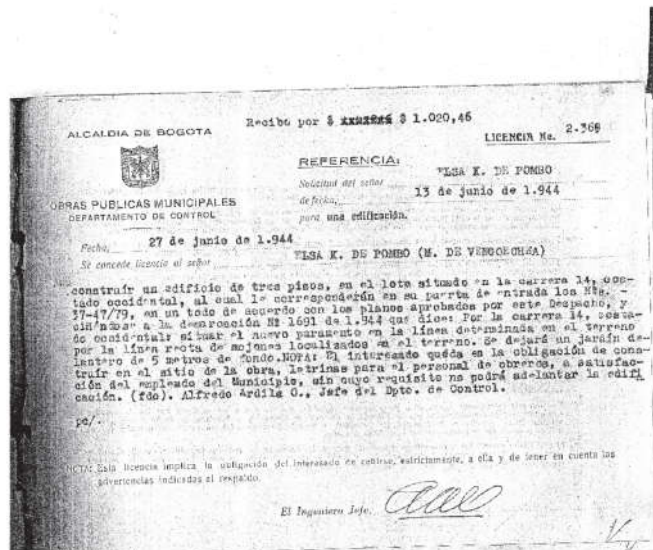 Recibo por $ xxxxxxx $ 1.020,46
ALCALDIA DE BOGOTA
LICENCIA No. 2.368
REFERENCIA:
Solicitud del señor ELSA K. DE POMBO
de fecha, 13 de junio de 1.944
para una edificación.
OBRAS PUBLICAS MUNICIPALES
DEPARTAMENTO DE CONTROL
Fecha, 27 de junio de 1.944
Se concede licencia al señor ELSA K. DE POMBO (M. DE VENGOECHEA)
construir un edificio de tres pisos, en el lote situado en la carrera 14, cos-
tado occidental, al cual le corresponderán en su puerta de entrada los Nts. -
37-47/79, en un todo de acuerdo con los planos aprobados por este Despacho, y
ciñéndose a la demarcación Nº 1691 de 1.944 que dice: Por la carrera 14, costa-
do occidental: situar el nuevo paramento en la línea determinada en el terreno
por la línea recta de mojones localizados en el terreno. Se dejará un jardín de-
lantero de 5 metros de fondo.NOTA: El interesado queda en la obligación de cons-
truír en el sitio de la obra, letrinas para el personal de obreros, a satisfac-
ción del empleado del Municipio, sin cuyo requisito no podrá adelantar la edifi
cación. (fdo). Alfredo Ardila C., Jefe del Dpto. de Control.
pc/.
NOTA: Esta licencia implica la obligación del interesado de ceñirse, estrictamente, a ella y de tener en cuenta las
advertencias indicadas al respaldo.
El Ingeniero Jefe,